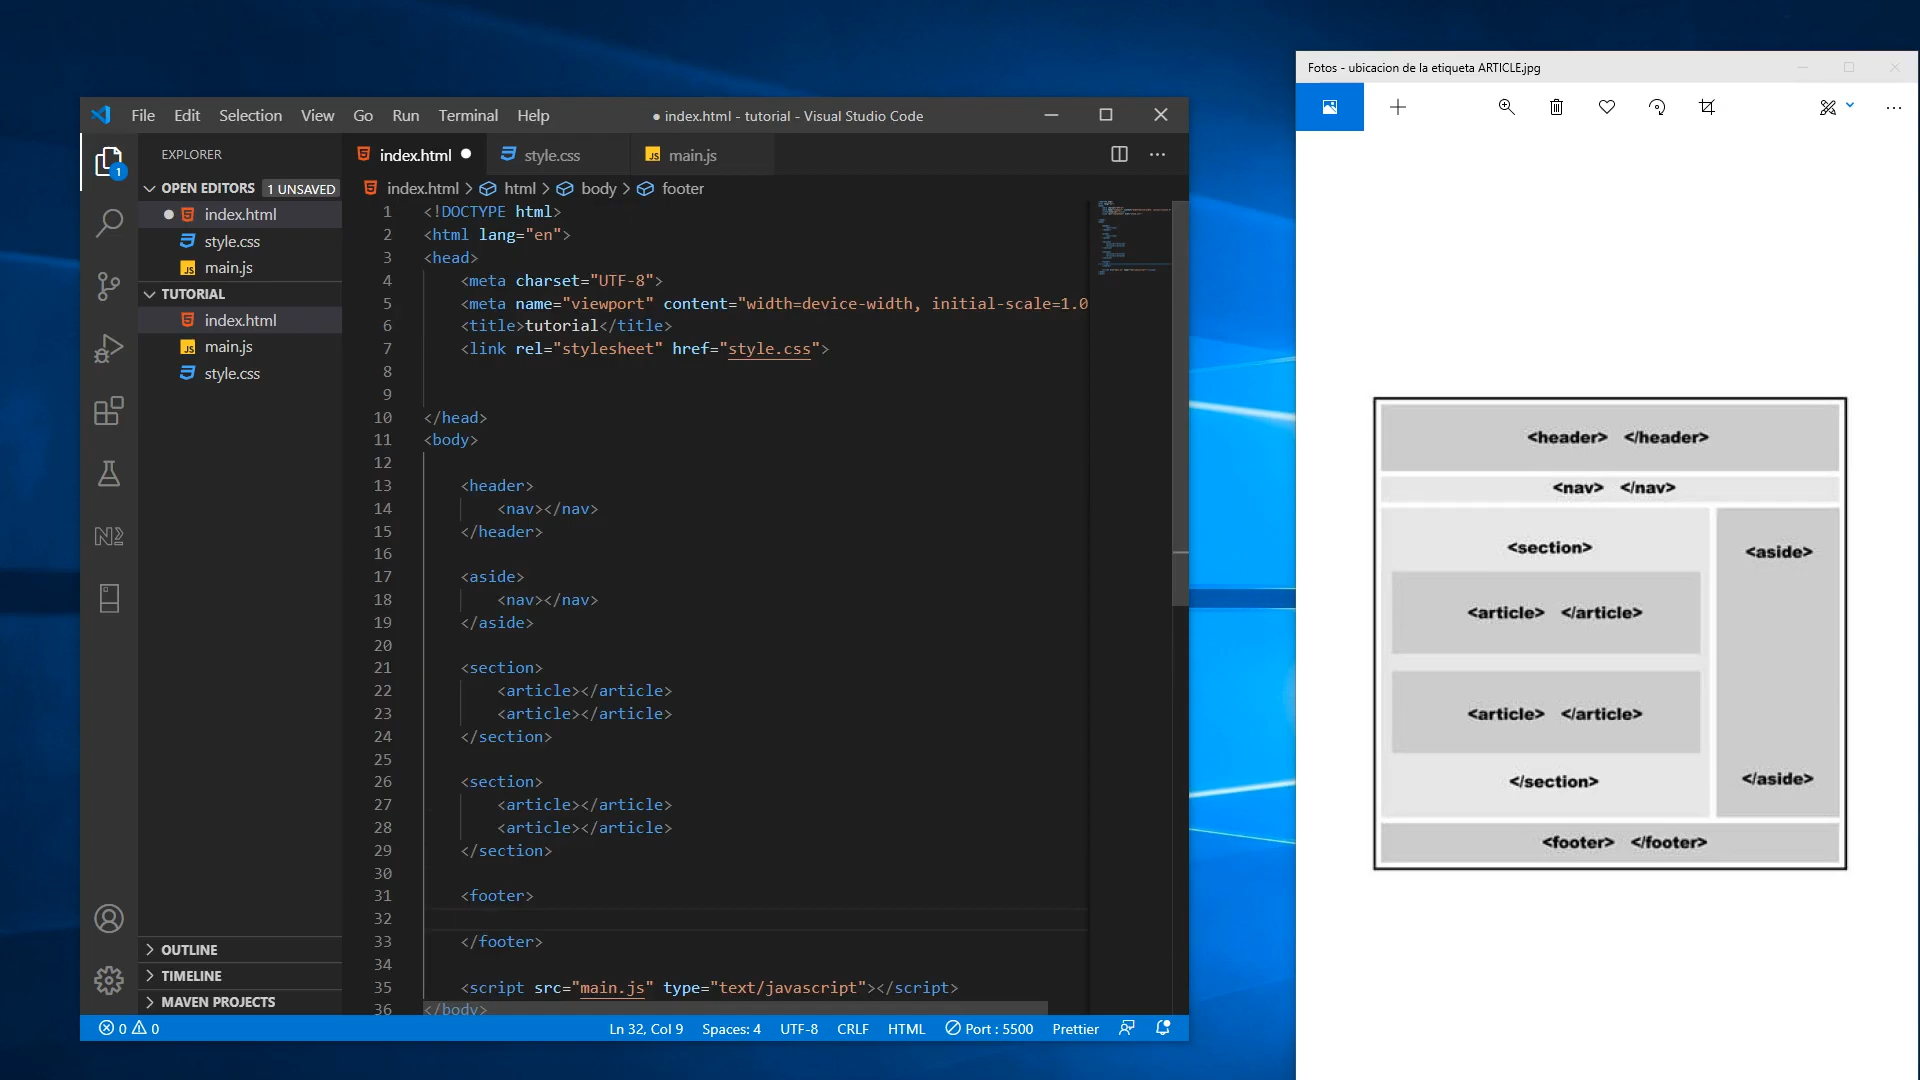 File Edit Selection View Go Run Terminal Help
● index.html - tutorial - Visual Studio Code
EXPLORER
OPEN EDITORS 1 UNSAVED
index.html
style.css
main.js
TUTORIAL
index.html
main.js
style.css
OUTLINE
TIMELINE
MAVEN PROJECTS
1
index.html ●
style.css
main.js
index.html > html > body > footer
1 <!DOCTYPE html>
2 <html lang="en">
3 <head>
4 <meta charset="UTF-8">
5 <meta name="viewport" content="width=device-width, initial-scale=1.0
6 <title>tutorial</title>
7 <link rel="stylesheet" href="style.css">
8
9
10 </head>
11 <body>
12
13 <header>
14 <nav></nav>
15 </header>
16
17 <aside>
18 <nav></nav>
19 </aside>
20
21 <section>
22 <article></article>
23 <article></article>
24 </section>
25
26 <section>
27 <article></article>
28 <article></article>
29 </section>
30
31 <footer>
32
33 </footer>
34
35 <script src="main.js" type="text/javascript"></script>
36 </body>
0 0
Ln 32, Col 9 Spaces: 4 UTF-8 CRLF HTML Port : 5500 Prettier
Fotos - ubicacion de la etiqueta ARTICLE.jpg
<header> </header>
<nav> </nav>
<section>
<article> </article>
<article> </article>
</section>
<aside>
</aside>
<footer> </footer>